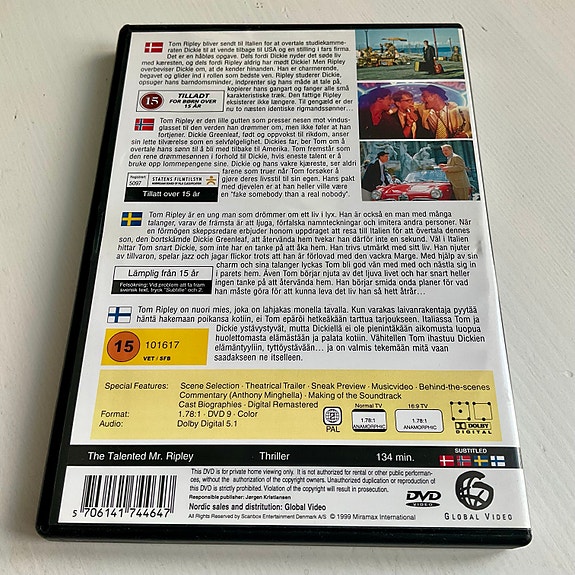 Tom Ripley bliver sendt til Italien for at overtale studiekamme-
raten Dickie til at vende tilbage til USA og en stilling i fars firma.
Det er en håbløs opgave. Dels fordi Dickie nyder det søde liv
med kæresten, og dels fordi Ripley aldrig har mødt Dickie! Men Ripley
overbeviser Dickie om, at de kender hinanden. Han er charmerende,
begavet og glider ind i rollen som bedste ven. Ripley studerer Dickie,
opsuger hans barndomsminder, indprenter sig hans måde at tale på,
kopierer hans gangart og fanger alle små
karakteristiske træk. Den fattige Ripley
eksisterer ikke længere. Til gengæld er der
nu to næsten identiske rigmandssønner...
15
TILLADT
FOR BØRN OVER
15 ÅR
Tom Ripley er den lille gutten som presser nesen mot vindus-
glasset til den verden han drømmer om, men ikke føler at han
fortjener. Dickie Greenleaf, født og oppvokst til rikdom, anser
sin lette tilværelse som en selvfølgelighet. Dickies far, ber Tom om å
overtale hans sønn til å bli med tilbake til Amerika. Tom fremstår som
den rene drømmesønnen i forhold til Dickie, hvis eneste talent er å
bruke opp lommepengene sine. Dickie og hans vakre kjæreste, ser aldri
farene som truer når Tom forsøker å
gjøre deres livsstil til sin egen. Hans pakt
med djevelen er at han heller ville være
en "fake somebody than a real nobody".
Registrert
5097
STATENS FILMTILSYN
Tillatt over 15 år
Tom Ripley är en ung man som drömmer om ett liv i lyx. Han är också en man med många
talanger, varav de främsta är att ljuga, förfalska namnteckningar och imitera andra personer. När
en förmögen skeppsredare erbjuder honom uppdraget att resa till Italien för att övertala dennes
son, den bortskämde Dickie Greenleaf, att återvända hem tvekar han därför inte en sekund. Väl i Italien
hittar Tom snart Dickie, som inte har en tanke på att åka hem. Han trivs utmärkt med sitt liv. Han njuter
av tillvaron, spelar jazz och jagar flickor trots att han är förlovad med den vackra Marge. Med hjälp av sin
charm och sina talanger lyckas Tom bli god vän med med och nästla sig in
i parets hem. Även Tom börjar njuta av det ljuva livet och har snart heller
ingen tanke på att återvända hem. Han börjar smida onda planer för vad
han måste göra för att kunna leva det liv han så hett åtrår...
Lämplig från 15 år
Felsökning: Vid problem att få fram
svensk text, tryck "Subtitle" och 2.
Tom Ripley on nuori mies, joka on lahjakas monella tavalla. Kun varakas laivanrakentaja pyytää
häntä hakemaan poikansa kotiin, ei Tom epäröi hetkeäkään tarttua tarjoukseen. Italiassa Tom ja
Dickie ystävystyvät, mutta Dickiellä ei ole pienintäkään aikomusta luopua
huolettomasta elämästään ja palata kotiin. Vähitellen Tom ihastuu Dickien
elämäntyyliin, tyttöystävään... ja on valmis tekemään mitä vaan
saadakseen ne itselleen.
15
101617
VET / SFB
Special Features: Scene Selection · Theatrical Trailer · Sneak Preview · Musicvideo · Behind-the-scenes
Commentary (Anthony Minghella) · Making of the Soundtrack
Cast Biographies · Digital Remastered
Format: 1.78:1 · DVD 9 · Color
Audio: Dolby Digital 5.1
PAL
Normal TV
1.78:1
ANAMORPHIC
16:9 TV
1.78:1
ANAMORPHIC
DOLBY
DIGITAL
The Talented Mr. Ripley Thriller 134 min. SUBTITLED
This DVD is for private home viewing only. It is not authorized for rental or other public performan-
ces, without the authorization of the copyright owners. Unauthorized duplication or reproduction of
this DVD is strictly prohibited. Violation of the copyright will result in prosecution.
Responsible publisher: Jørgen Kristiansen
Nordic sales and distribution: Global Video
All Rights Reserved by Scanbox Entertainment Danmark A/S © 1999 Miramax International
5 706141 744647
DVD
VIDEO
GLOBAL VIDEO